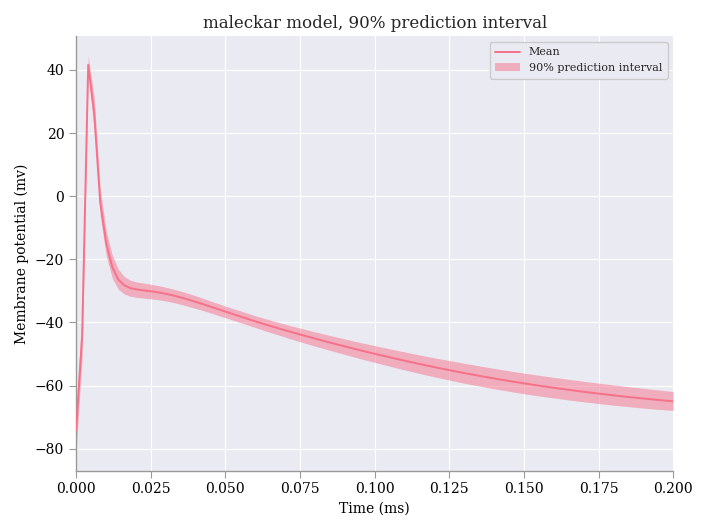 maleckar model, 90% prediction interval
Mean
90% prediction interval
Membrane potential (mv)
40
20
0
−20
−40
−60
−80
0.000 0.025 0.050 0.075 0.100 0.125 0.150 0.175 0.200
Time (ms)